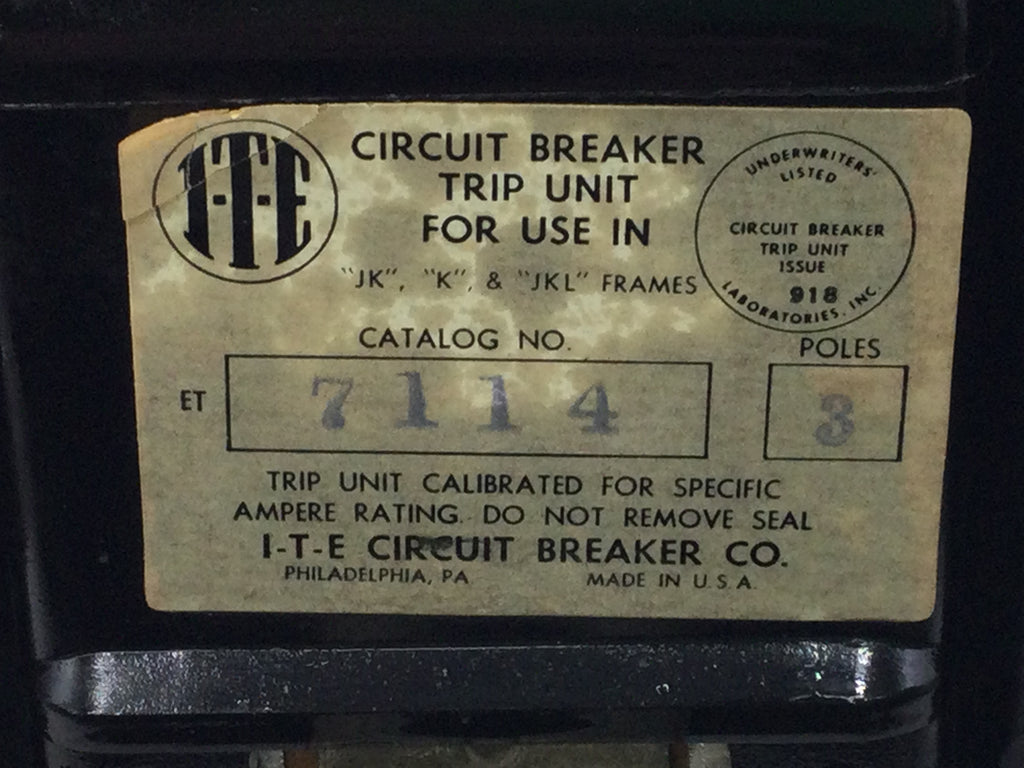 I-T-E
CIRCUIT BREAKER
TRIP UNIT
FOR USE IN
"JK", "K", & "JKL" FRAMES
UNDERWRITERS'
LISTED
CIRCUIT BREAKER
TRIP UNIT
ISSUE
918
LABORATORIES, INC.
CATALOG NO.
POLES
ET 7114
3
TRIP UNIT CALIBRATED FOR SPECIFIC
AMPERE RATING. DO NOT REMOVE SEAL
I-T-E CIRCUIT BREAKER CO.
PHILADELPHIA, PA. MADE IN U.S.A.